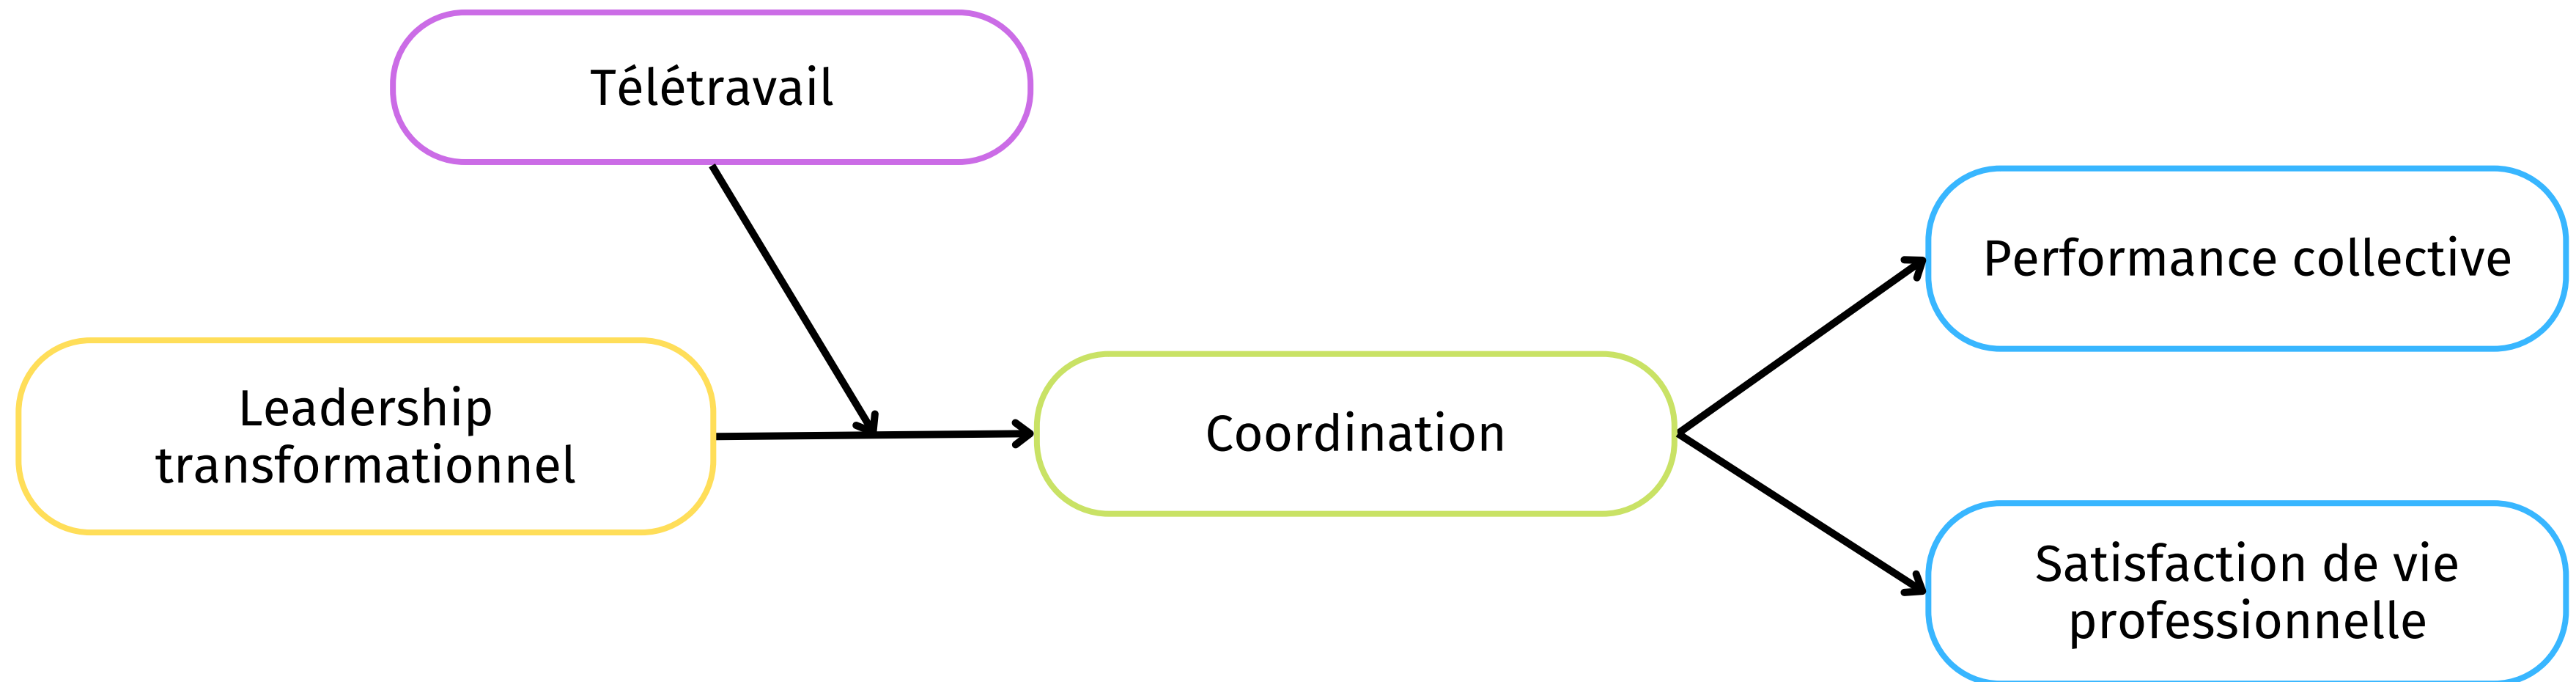 Télétravail
Performance collective
Leadership
transformationnel
Coordination
Satisfaction de vie
professionnelle